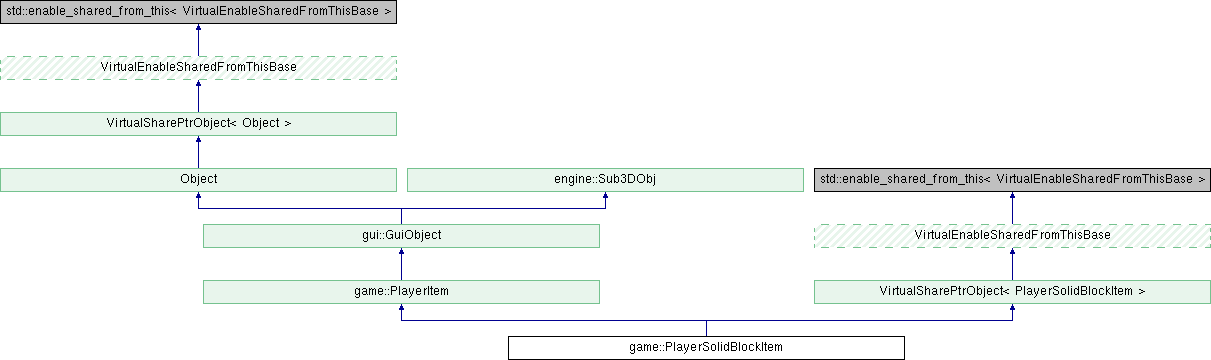 std::enable_shared_from_this< VirtualEnableSharedFromThisBase >
VirtualEnableSharedFromThisBase
VirtualSharePtrObject< Object >
Object
engine::Sub3DObj
std::enable_shared_from_this< VirtualEnableSharedFromThisBase >
gui::GuiObject
VirtualEnableSharedFromThisBase
game::PlayerItem
VirtualSharePtrObject< PlayerSolidBlockItem >
game::PlayerSolidBlockItem